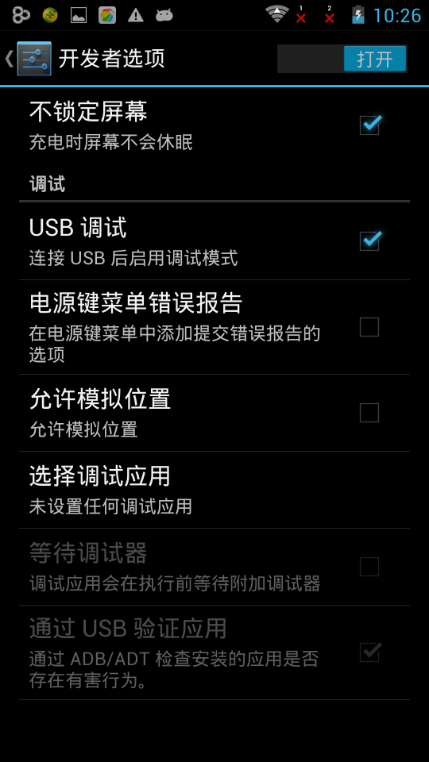 1 2 10:26
开发者选项 打开
不锁定屏幕
充电时屏幕不会休眠
调试
USB 调试
连接 USB 后启用调试模式
电源键菜单错误报告
在电源键菜单中添加提交错误报告的
选项
允许模拟位置
允许模拟位置
选择调试应用
未设置任何调试应用
等待调试器
调试应用会在执行前等待附加调试器
通过 USB 验证应用
通过 ADB/ADT 检查安装的应用是否
存在有害行为。